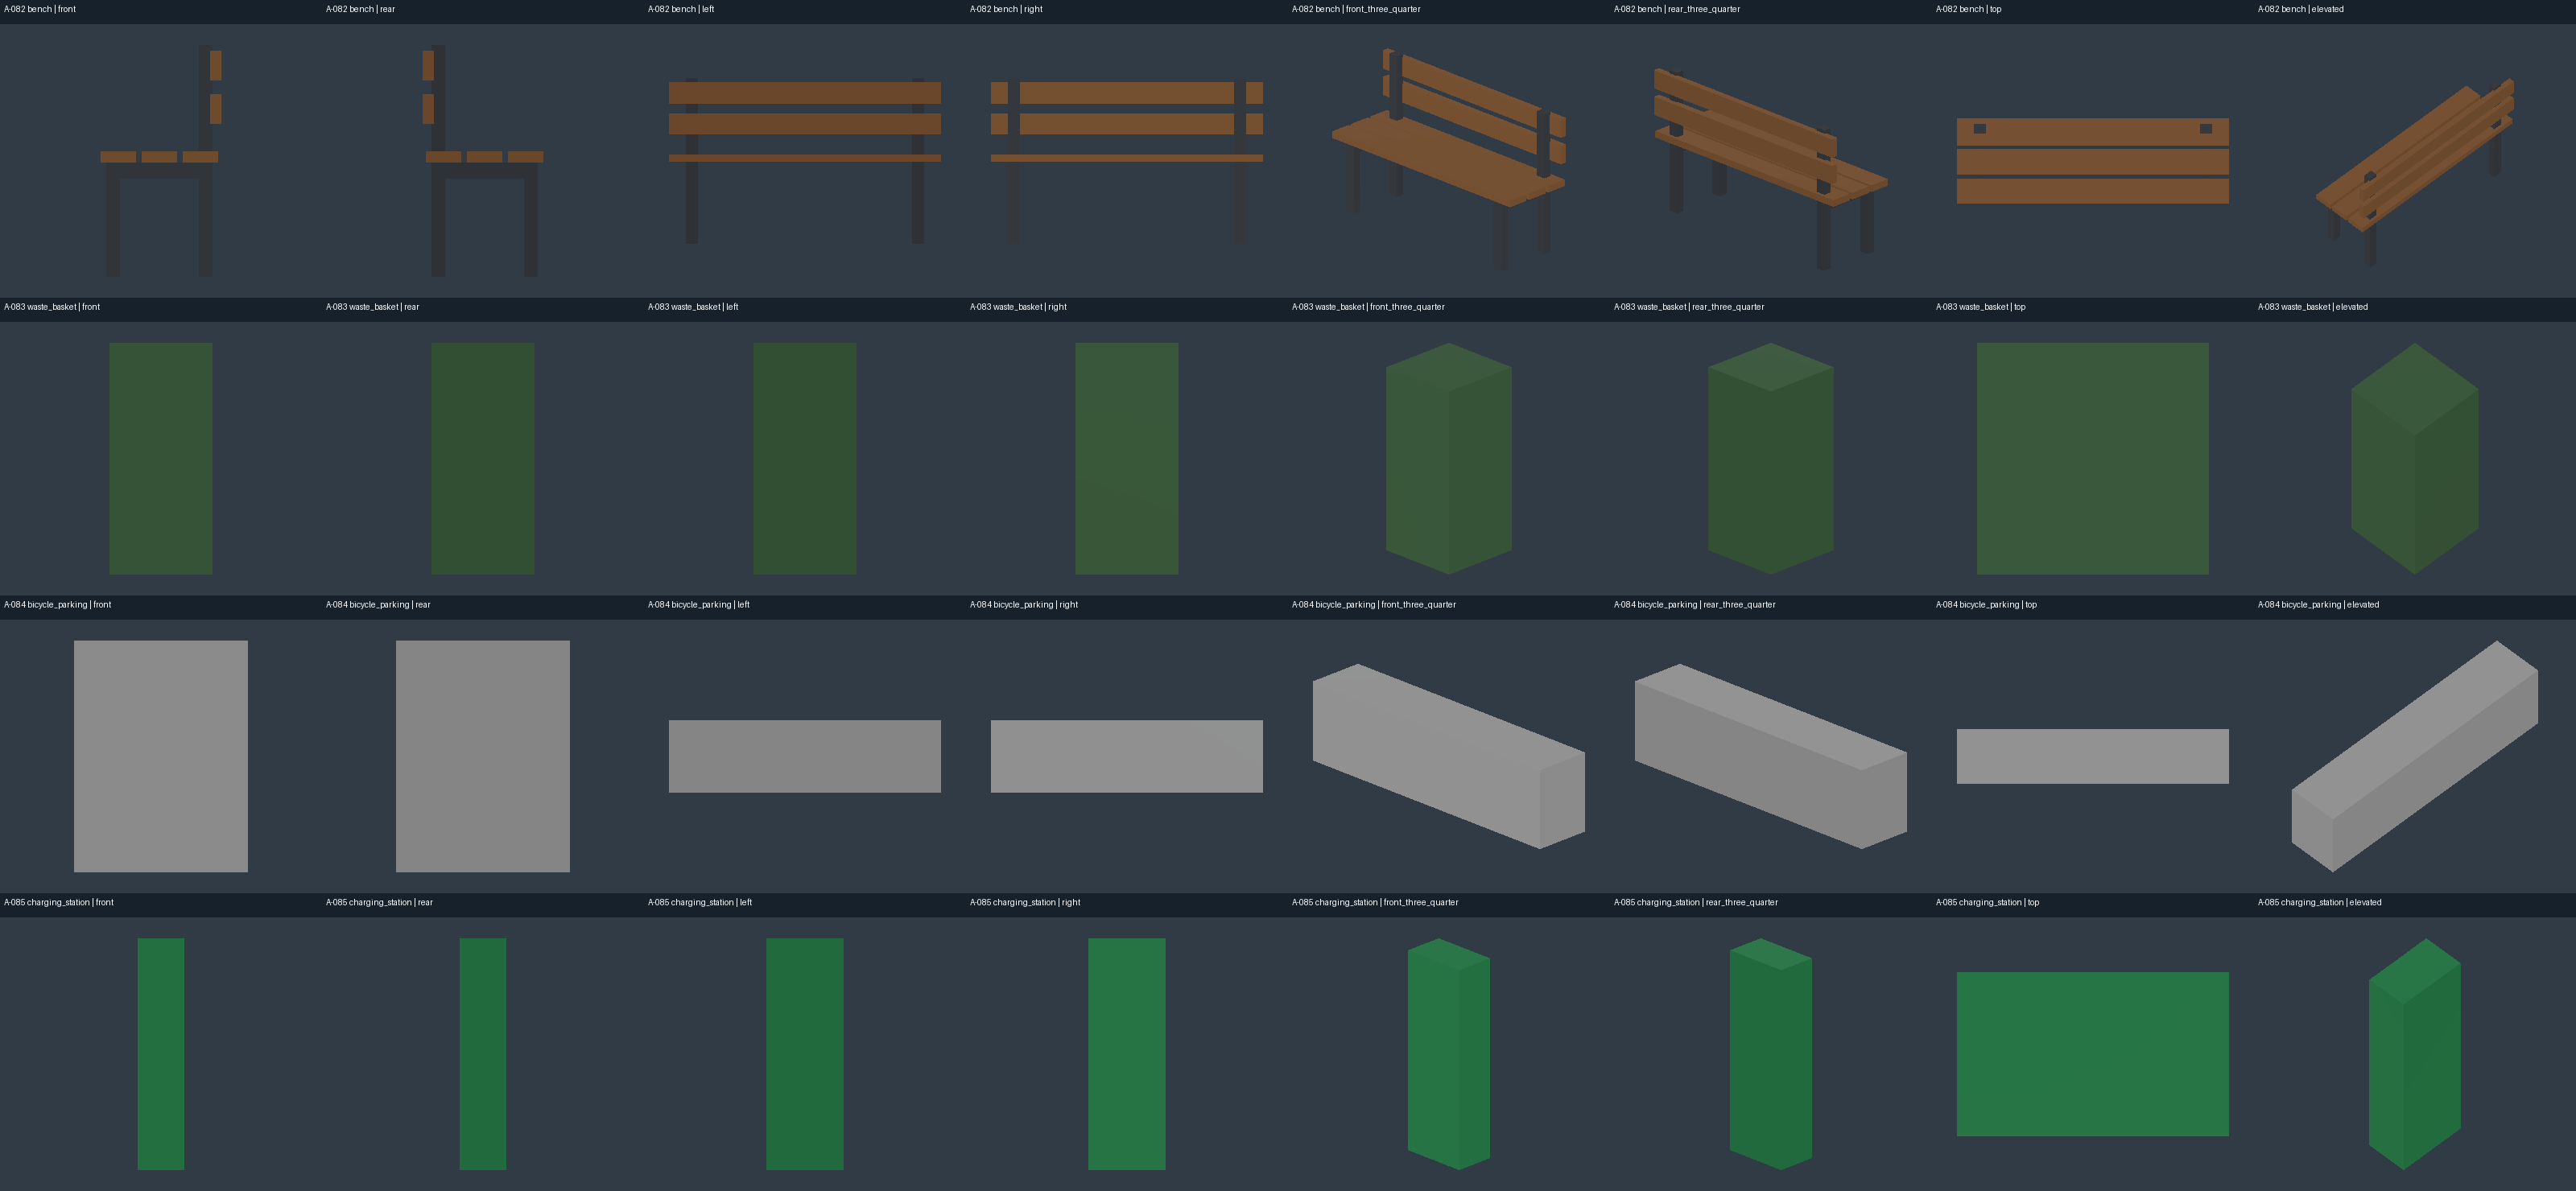 A-082 bench | front
A-082 bench | rear
A-082 bench | left
A-082 bench | right
A-082 bench | front_three_quarter
A-082 bench | rear_three_quarter
A-082 bench | top
A-082 bench | elevated
A-083 waste_basket | front
A-083 waste_basket | rear
A-083 waste_basket | left
A-083 waste_basket | right
A-083 waste_basket | front_three_quarter
A-083 waste_basket | rear_three_quarter
A-083 waste_basket | top
A-083 waste_basket | elevated
A-084 bicycle_parking | front
A-084 bicycle_parking | rear
A-084 bicycle_parking | left
A-084 bicycle_parking | right
A-084 bicycle_parking | front_three_quarter
A-084 bicycle_parking | rear_three_quarter
A-084 bicycle_parking | top
A-084 bicycle_parking | elevated
A-085 charging_station | front
A-085 charging_station | rear
A-085 charging_station | left
A-085 charging_station | right
A-085 charging_station | front_three_quarter
A-085 charging_station | rear_three_quarter
A-085 charging_station | top
A-085 charging_station | elevated